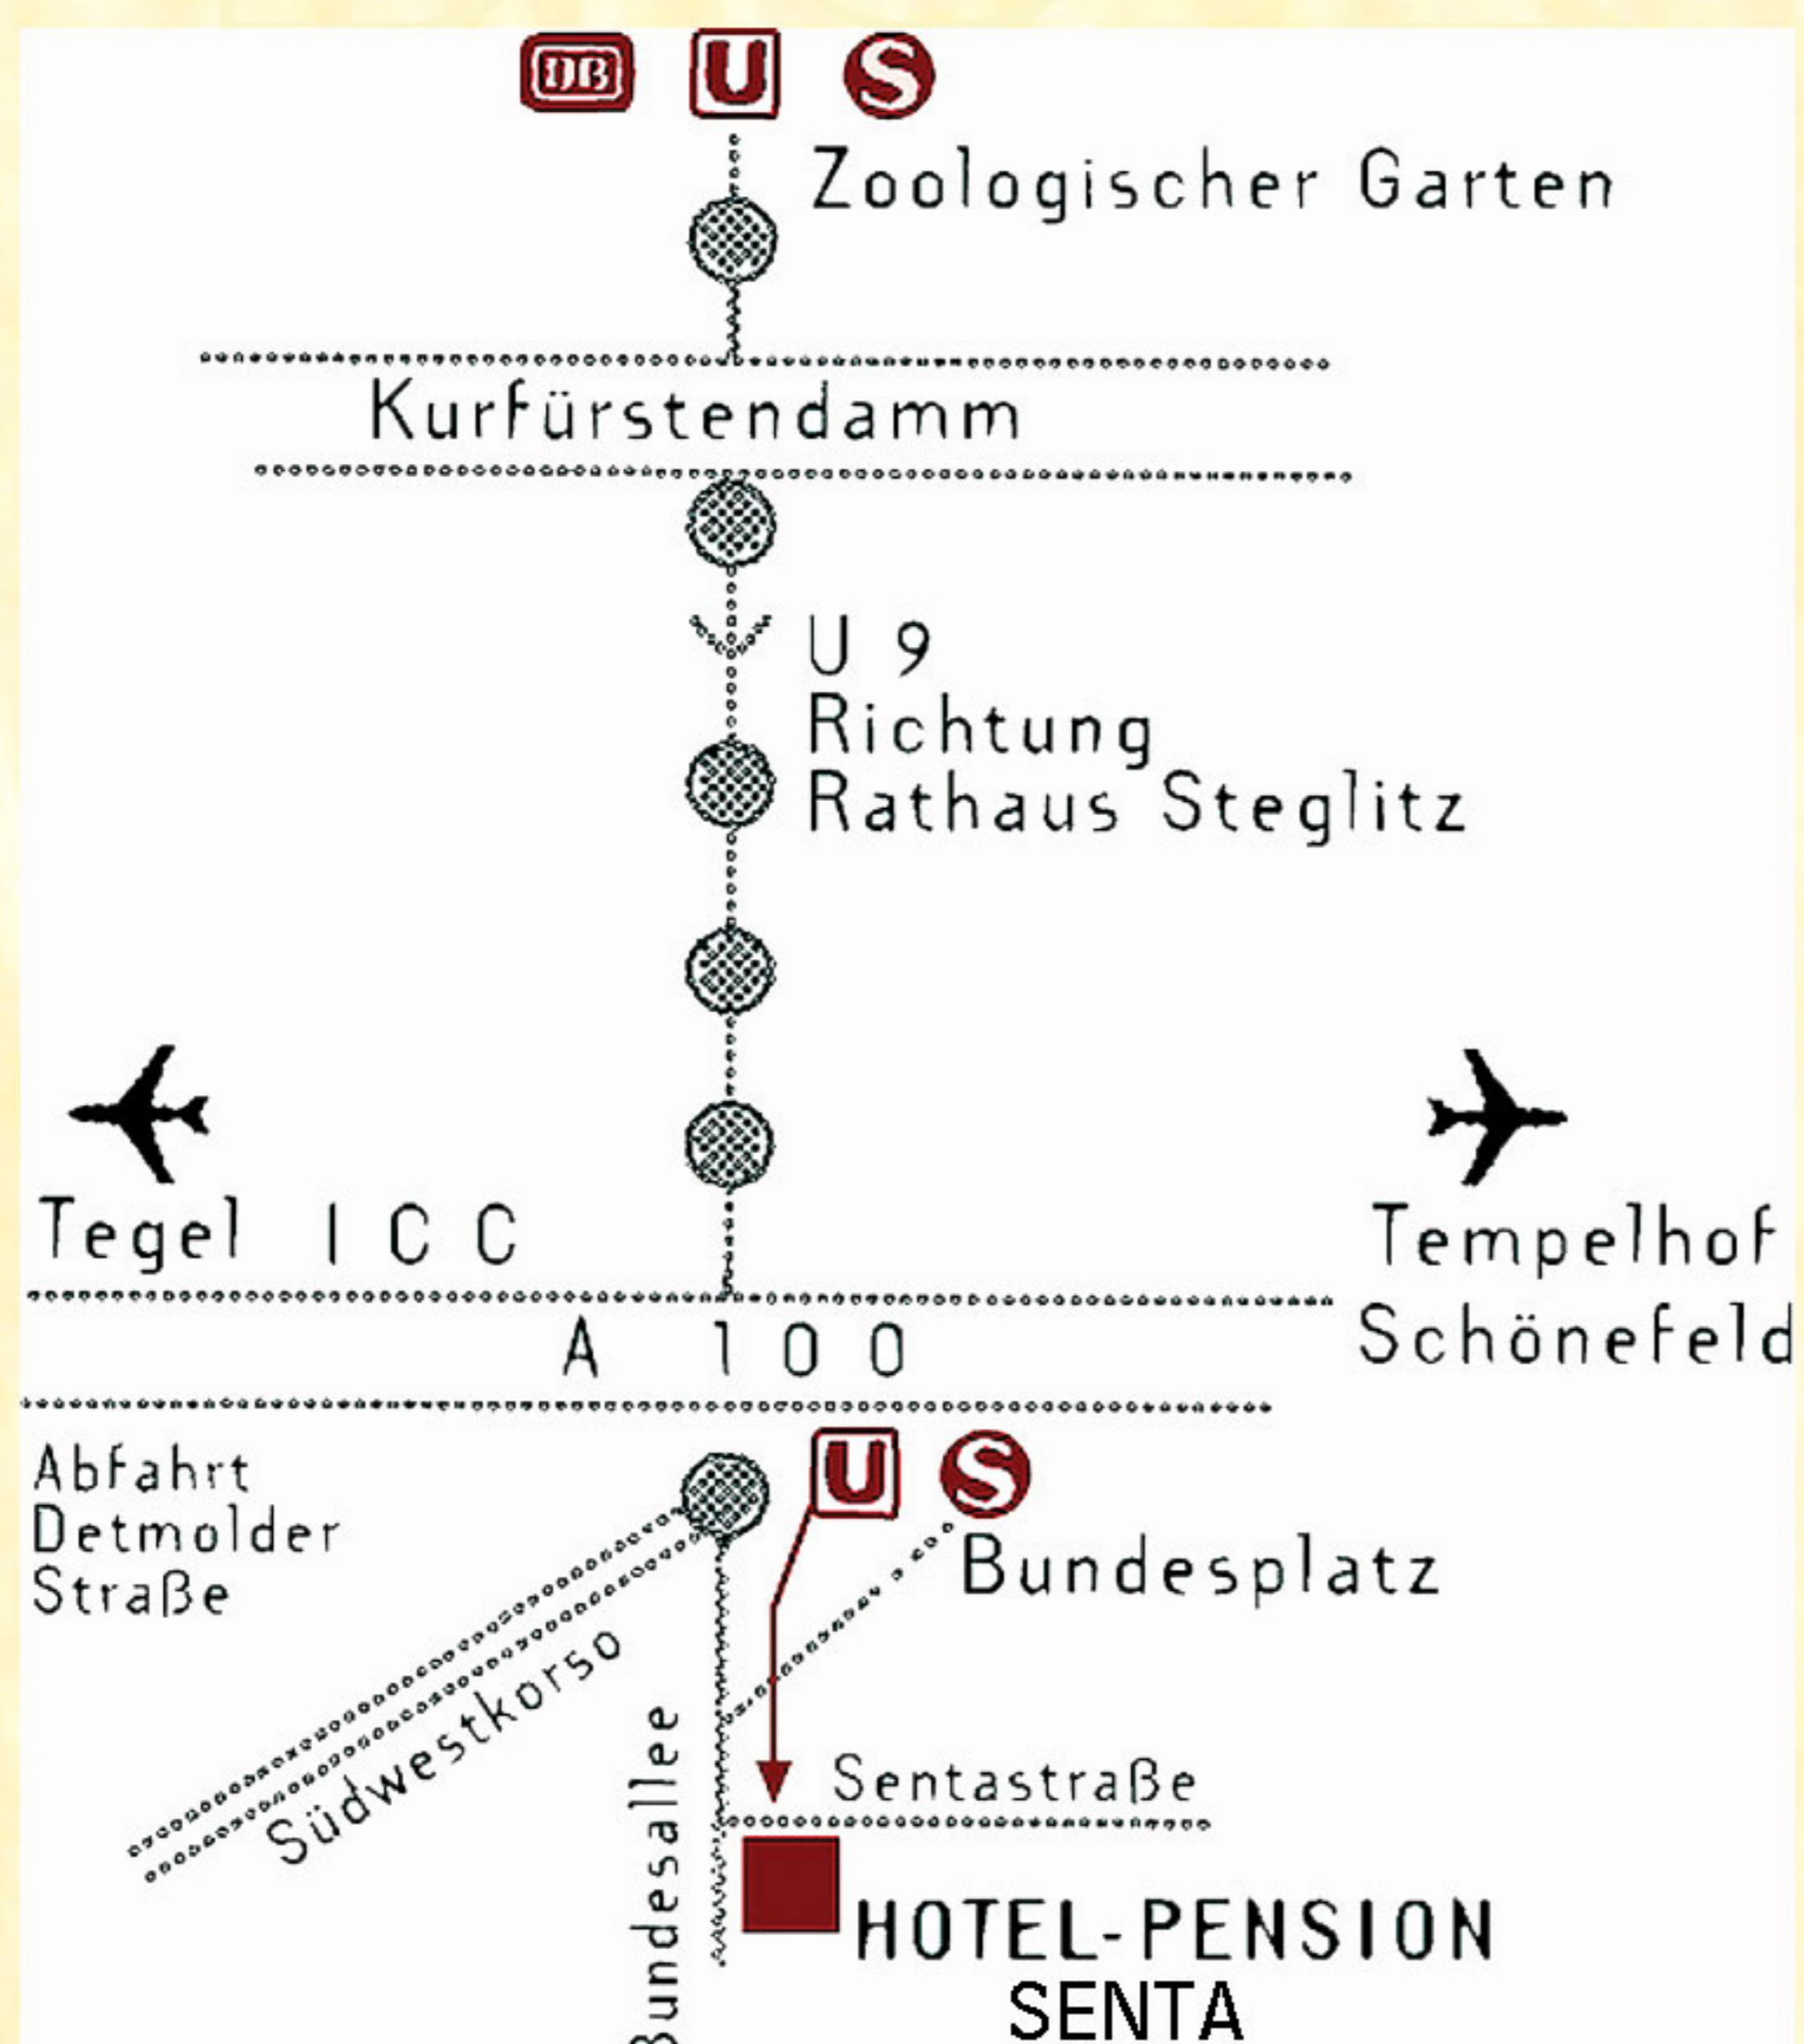 DB U S
Zoologischer Garten
Kurfürstendamm
U 9
Richtung
Rathaus Steglitz
Tegel ICC
Tempelhof
Schönefeld
A 100
Abfahrt
Detmolder
Straße
U S
Bundesplatz
Südwestkorso
Bundesallee
Sentastraße
HOTEL-PENSION
SENTA